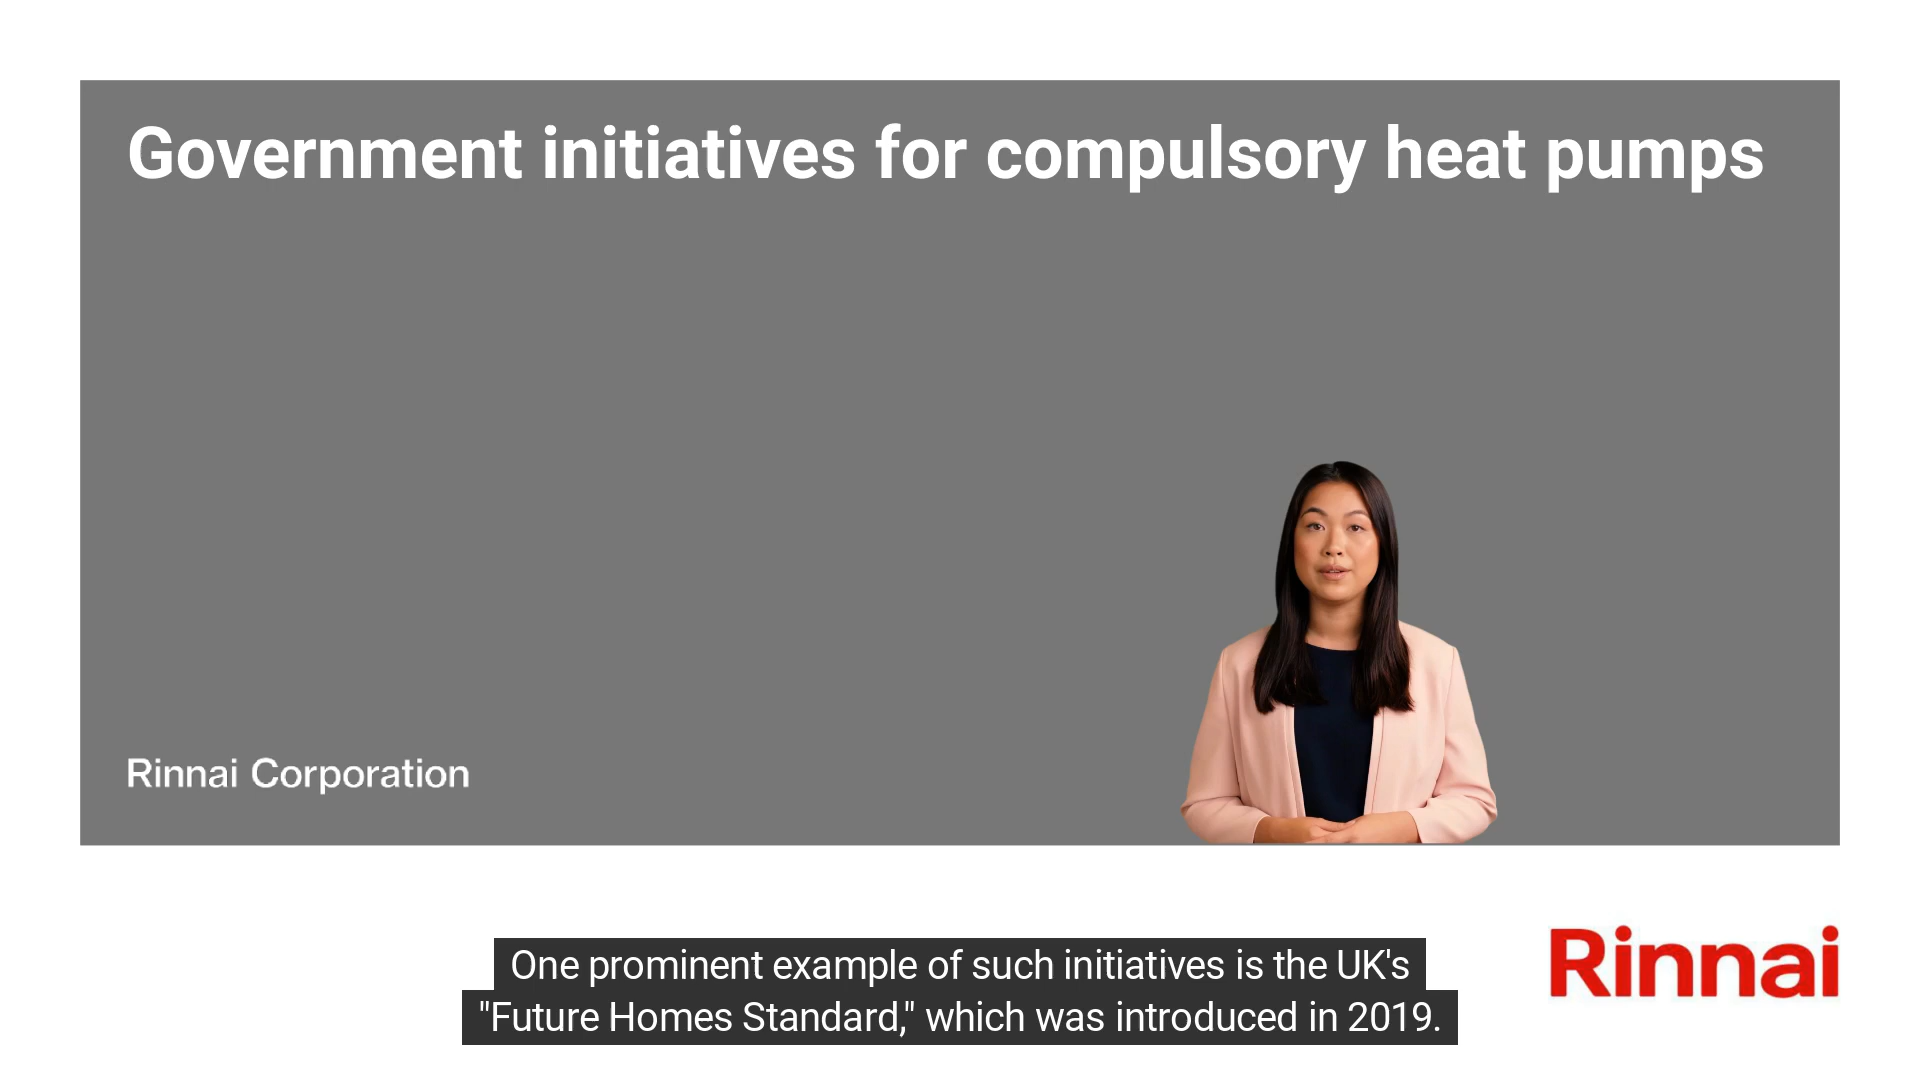 Government initiatives for compulsory heat pumps
Rinnai Corporation
Rinnai
One prominent example of such initiatives is the UK's
"Future Homes Standard," which was introduced in 2019.